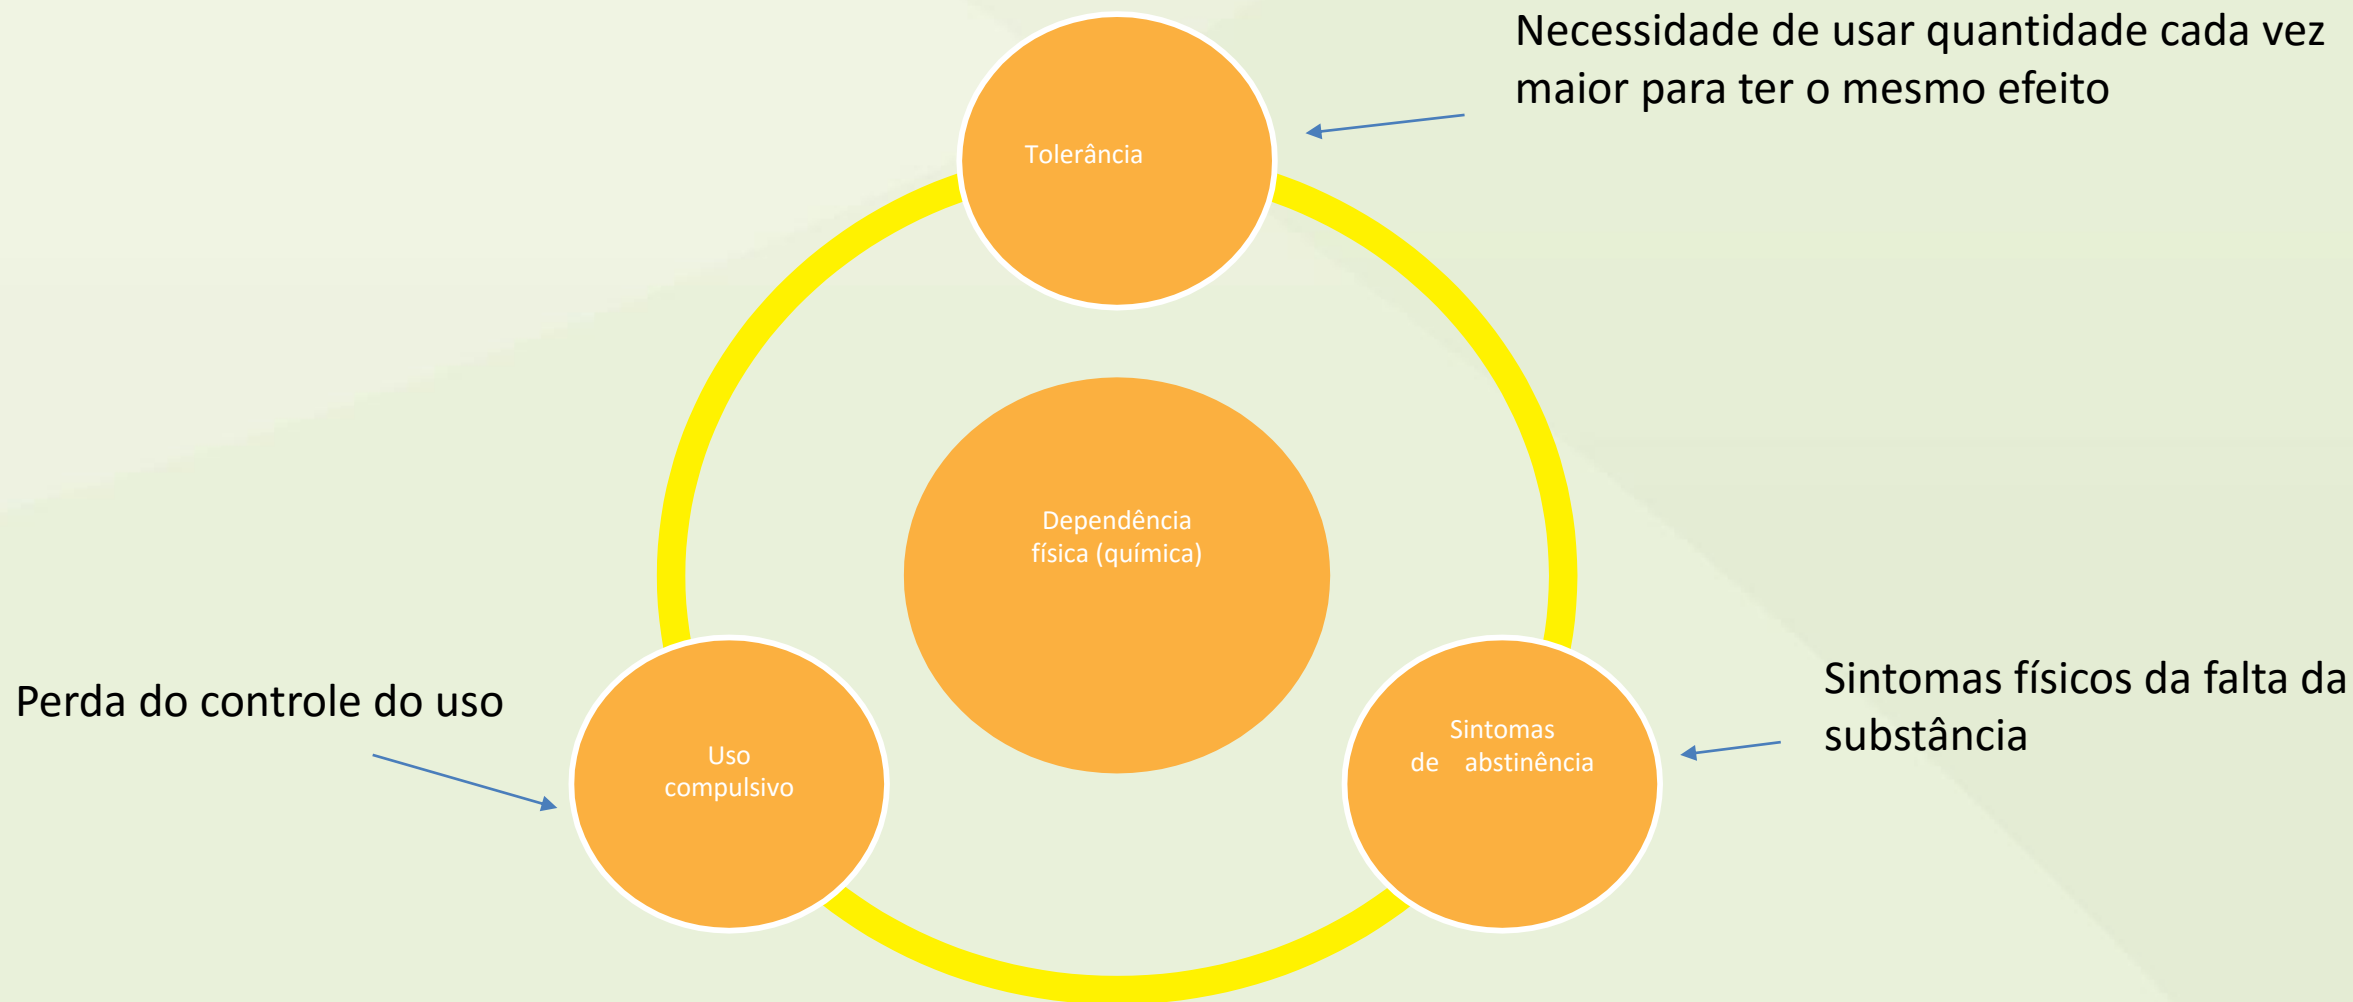 Necessidade de usar quantidade cada vez
maior para ter o mesmo efeito
Tolerância
Dependência
física (química)
Perda do controle do uso
Uso
compulsivo
Sintomas
de abstinência
Sintomas físicos da falta da
substância